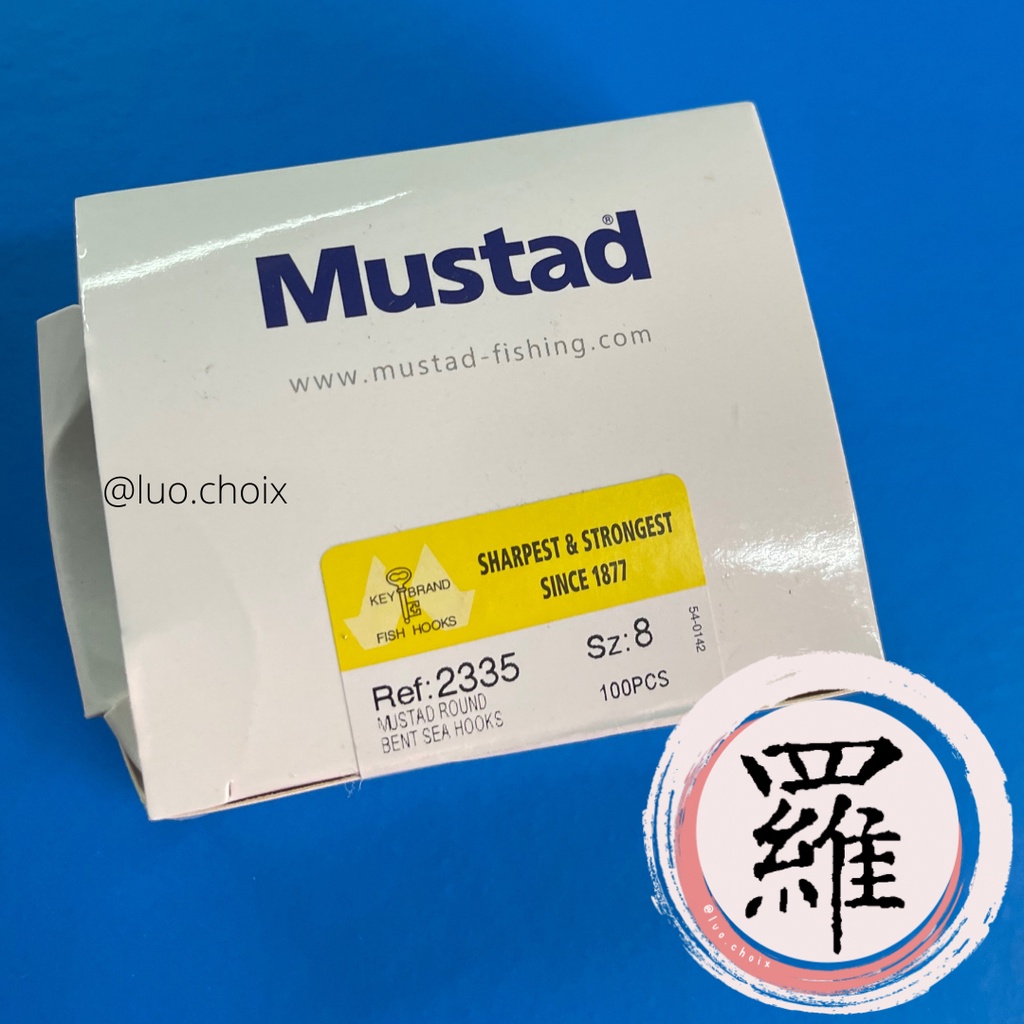 Mustad®
www.mustad-fishing.com
@luo.choix
SHARPEST & STRONGEST
SINCE 1877
KEY BRAND
FISH HOOKS
Ref:2335
Sz:8
MUSTAD ROUND
BENT SEA HOOKS
100PCS
54-0142
羅
@luo.choix